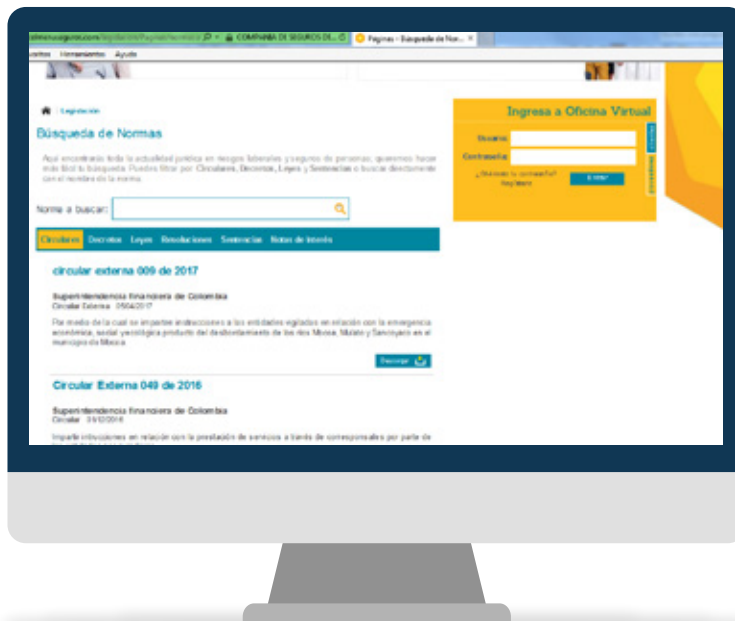 COMPAÑIA DE SEGUROS DE...
Paginas - Búsqueda de Nor...
Herramientas Ayuda
Legislación
Búsqueda de Normas
Aquí encontrarás toda la actualidad jurídica en riesgos laborales y seguros de personas, queremos hacer
más fácil tu búsqueda. Puedes filtrar por Circulares, Decretos, Leyes y Sentencias o buscar directamente
con el nombre de la norma.
Norma a buscar:
Circulares Decretos Leyes Resoluciones Sentencias Notas de Interés
circular externa 009 de 2017
Superintendencia financiera de Colombia
Circular Externa 05/04/2017
Por medio de la cual se imparten instrucciones a las entidades vigiladas en relación con la emergencia
económica, social y ecológica producto del desbordamiento de los ríos Mocoa, Mulato y Sancoyaco en el
municipio de Mocoa.
Descargar
Circular Externa 049 de 2016
Superintendencia financiera de Colombia
Circular
Impartir intrucciones en relación con la prestación de servicios a través de corresponsales por parte de
Ingresa a Oficina Virtual
Usuario:
Contraseña:
¿Olvidaste tu contraseña?
Regístrate
Entrar